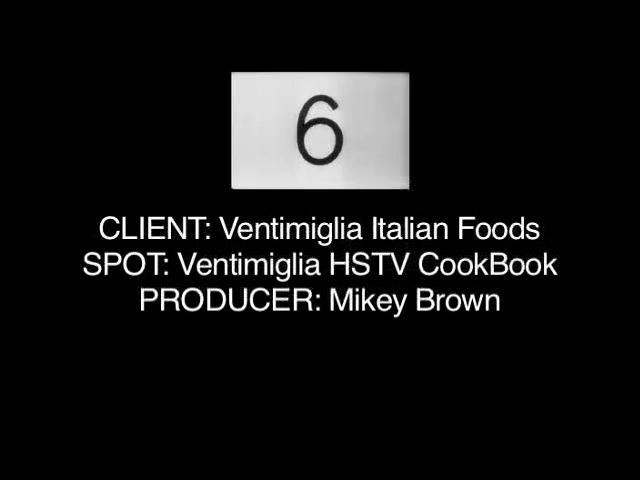 6
CLIENT: Ventimiglia Italian Foods
SPOT: Ventimiglia HSTV CookBook
PRODUCER: Mikey Brown